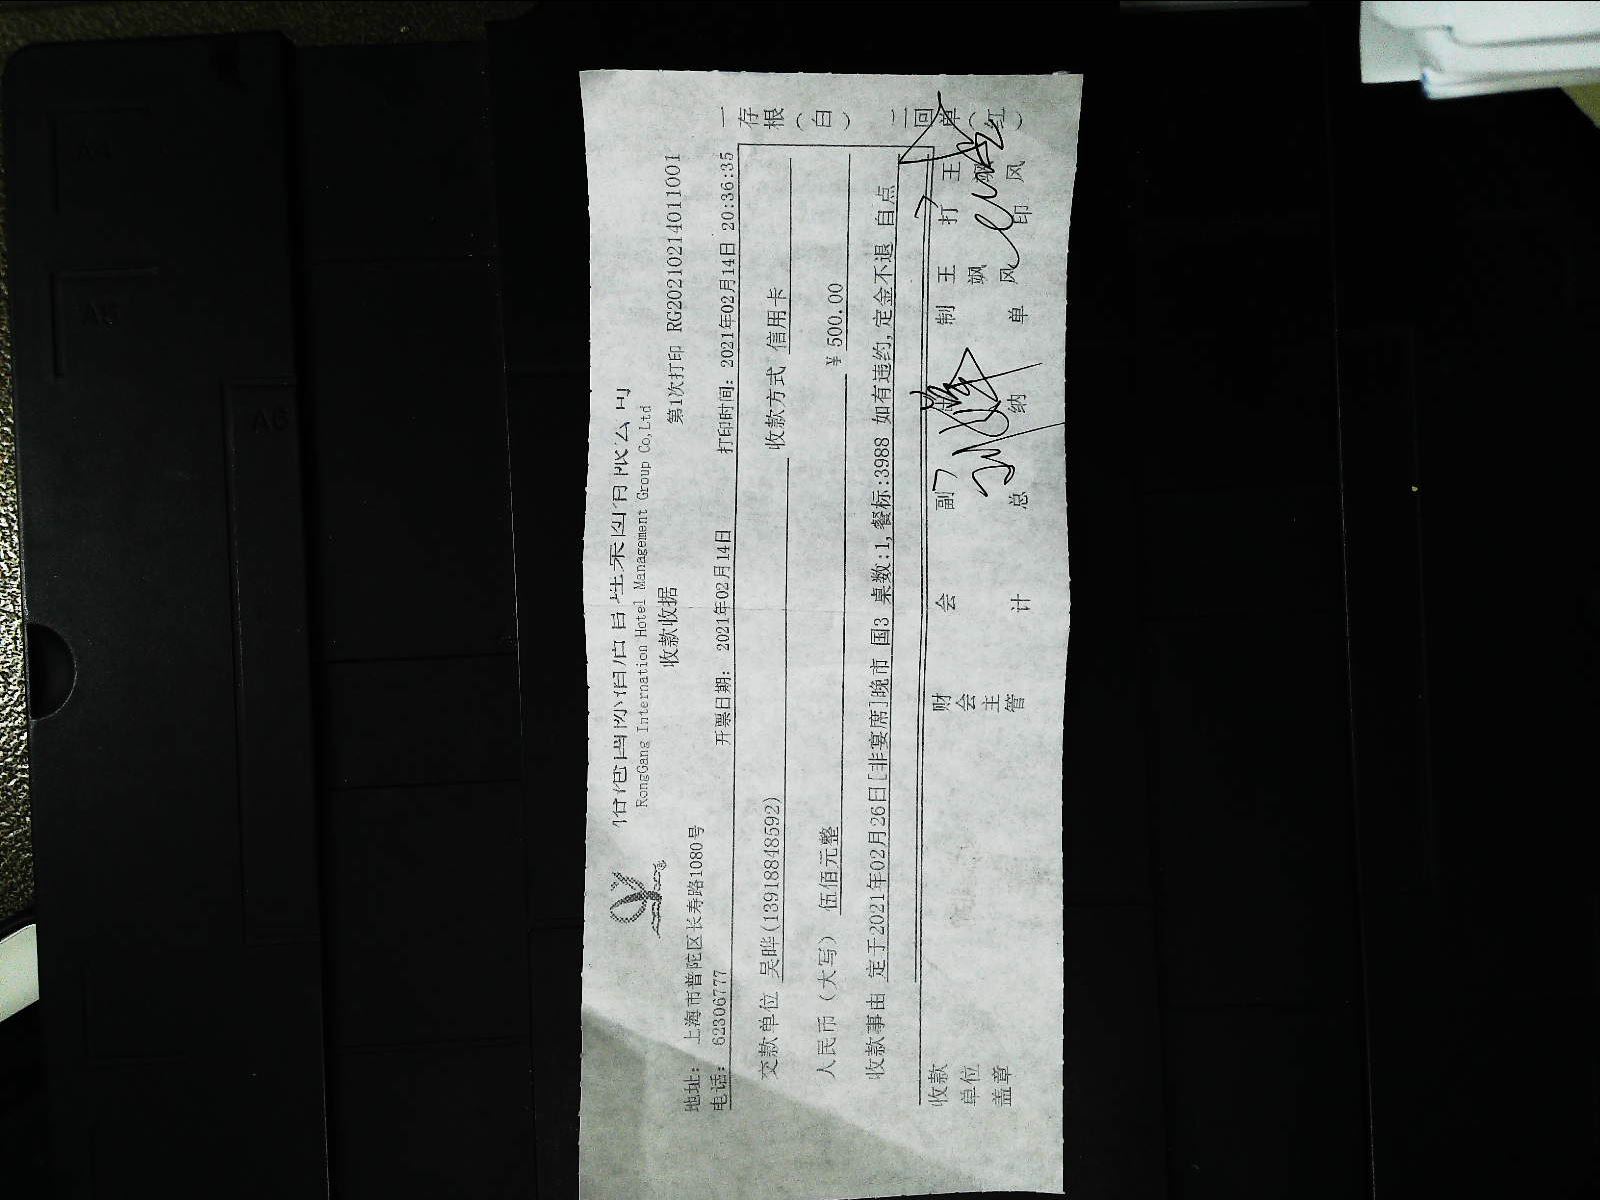 RongGang Internation Hotel Management Group Co,Ltd
收款收据
第1次打印 RG20210214011001
地址: 上海市普陀区长寿路1080号
电话: 62306777 开票日期: 2021年02月14日 打印时间: 2021年02月14日 20:36:35
交款单位 吴晔(13918848592) 收款方式 信用卡
人民币（大写） 伍佰元整 ¥ 500.00
收款事由 定于2021年02月26日[非宴席]晚市 国3 桌数:1,餐标:3988 如有违约,定金不退 自点
收款单位盖章 财会主管 会计 副总 出纳 制单 王飒风 打印 王飒风
一存根（白） 二回单（红）
A4
A5
A6